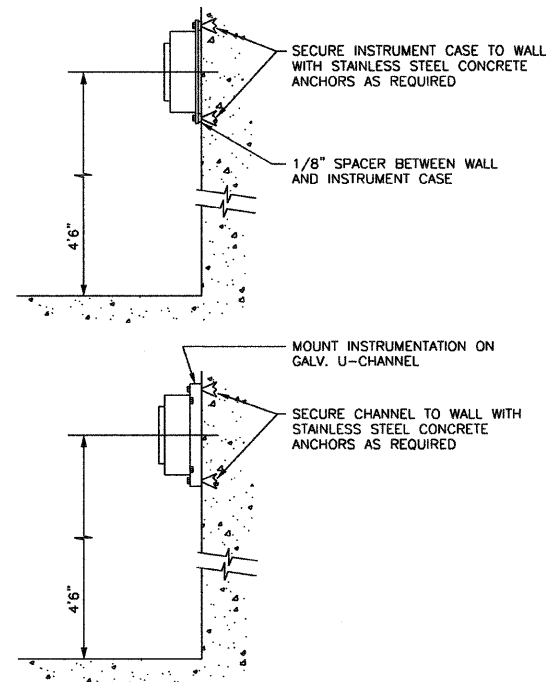 SECURE INSTRUMENT CASE TO WALL
WITH STAINLESS STEEL CONCRETE
ANCHORS AS REQUIRED
1/8" SPACER BETWEEN WALL
AND INSTRUMENT CASE
4'6"
MOUNT INSTRUMENTATION ON
GALV. U-CHANNEL
SECURE CHANNEL TO WALL WITH
STAINLESS STEEL CONCRETE
ANCHORS AS REQUIRED
4'6"